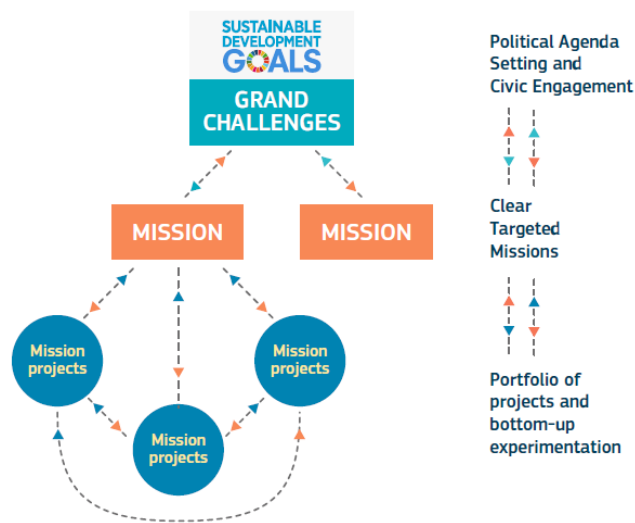 SUSTAINABLE
DEVELOPMENT
GOALS
GRAND
CHALLENGES
MISSION
MISSION
Mission
projects
Mission
projects
Mission
projects
Political Agenda
Setting and
Civic Engagement
Clear
Targeted
Missions
Portfolio of
projects and
bottom-up
experimentation